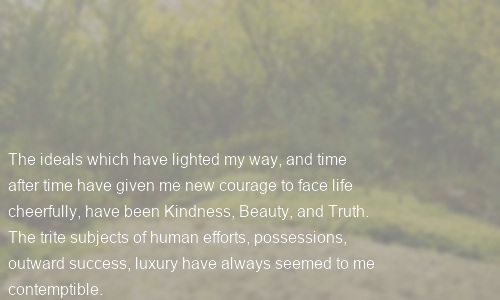 The ideals which have lighted my way, and time
after time have given me new courage to face life
cheerfully, have been Kindness, Beauty, and Truth.
The trite subjects of human efforts, possessions,
outward success, luxury have always seemed to me
contemptible.